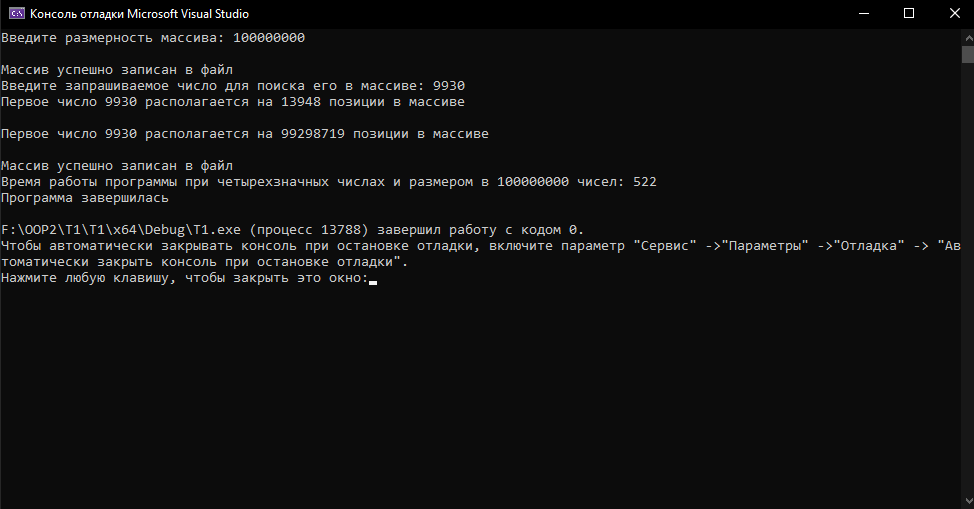 Консоль отладки Microsoft Visual Studio
Введите размерность массива: 100000000
Массив успешно записан в файл
Введите запрашиваемое число для поиска его в массиве: 9930
Первое число 9930 располагается на 13948 позиции в массиве
Первое число 9930 располагается на 99298719 позиции в массиве
Массив успешно записан в файл
Время работы программы при четырехзначных числах и размером в 100000000 чисел: 522
Программа завершилась
F:\OOP2\T1\T1\x64\Debug\T1.exe (процесс 13788) завершил работу с кодом 0.
Чтобы автоматически закрывать консоль при остановке отладки, включите параметр "Сервис" ->"Параметры" ->"Отладка" -> "Ав
томатически закрыть консоль при остановке отладки".
Нажмите любую клавишу, чтобы закрыть это окно: